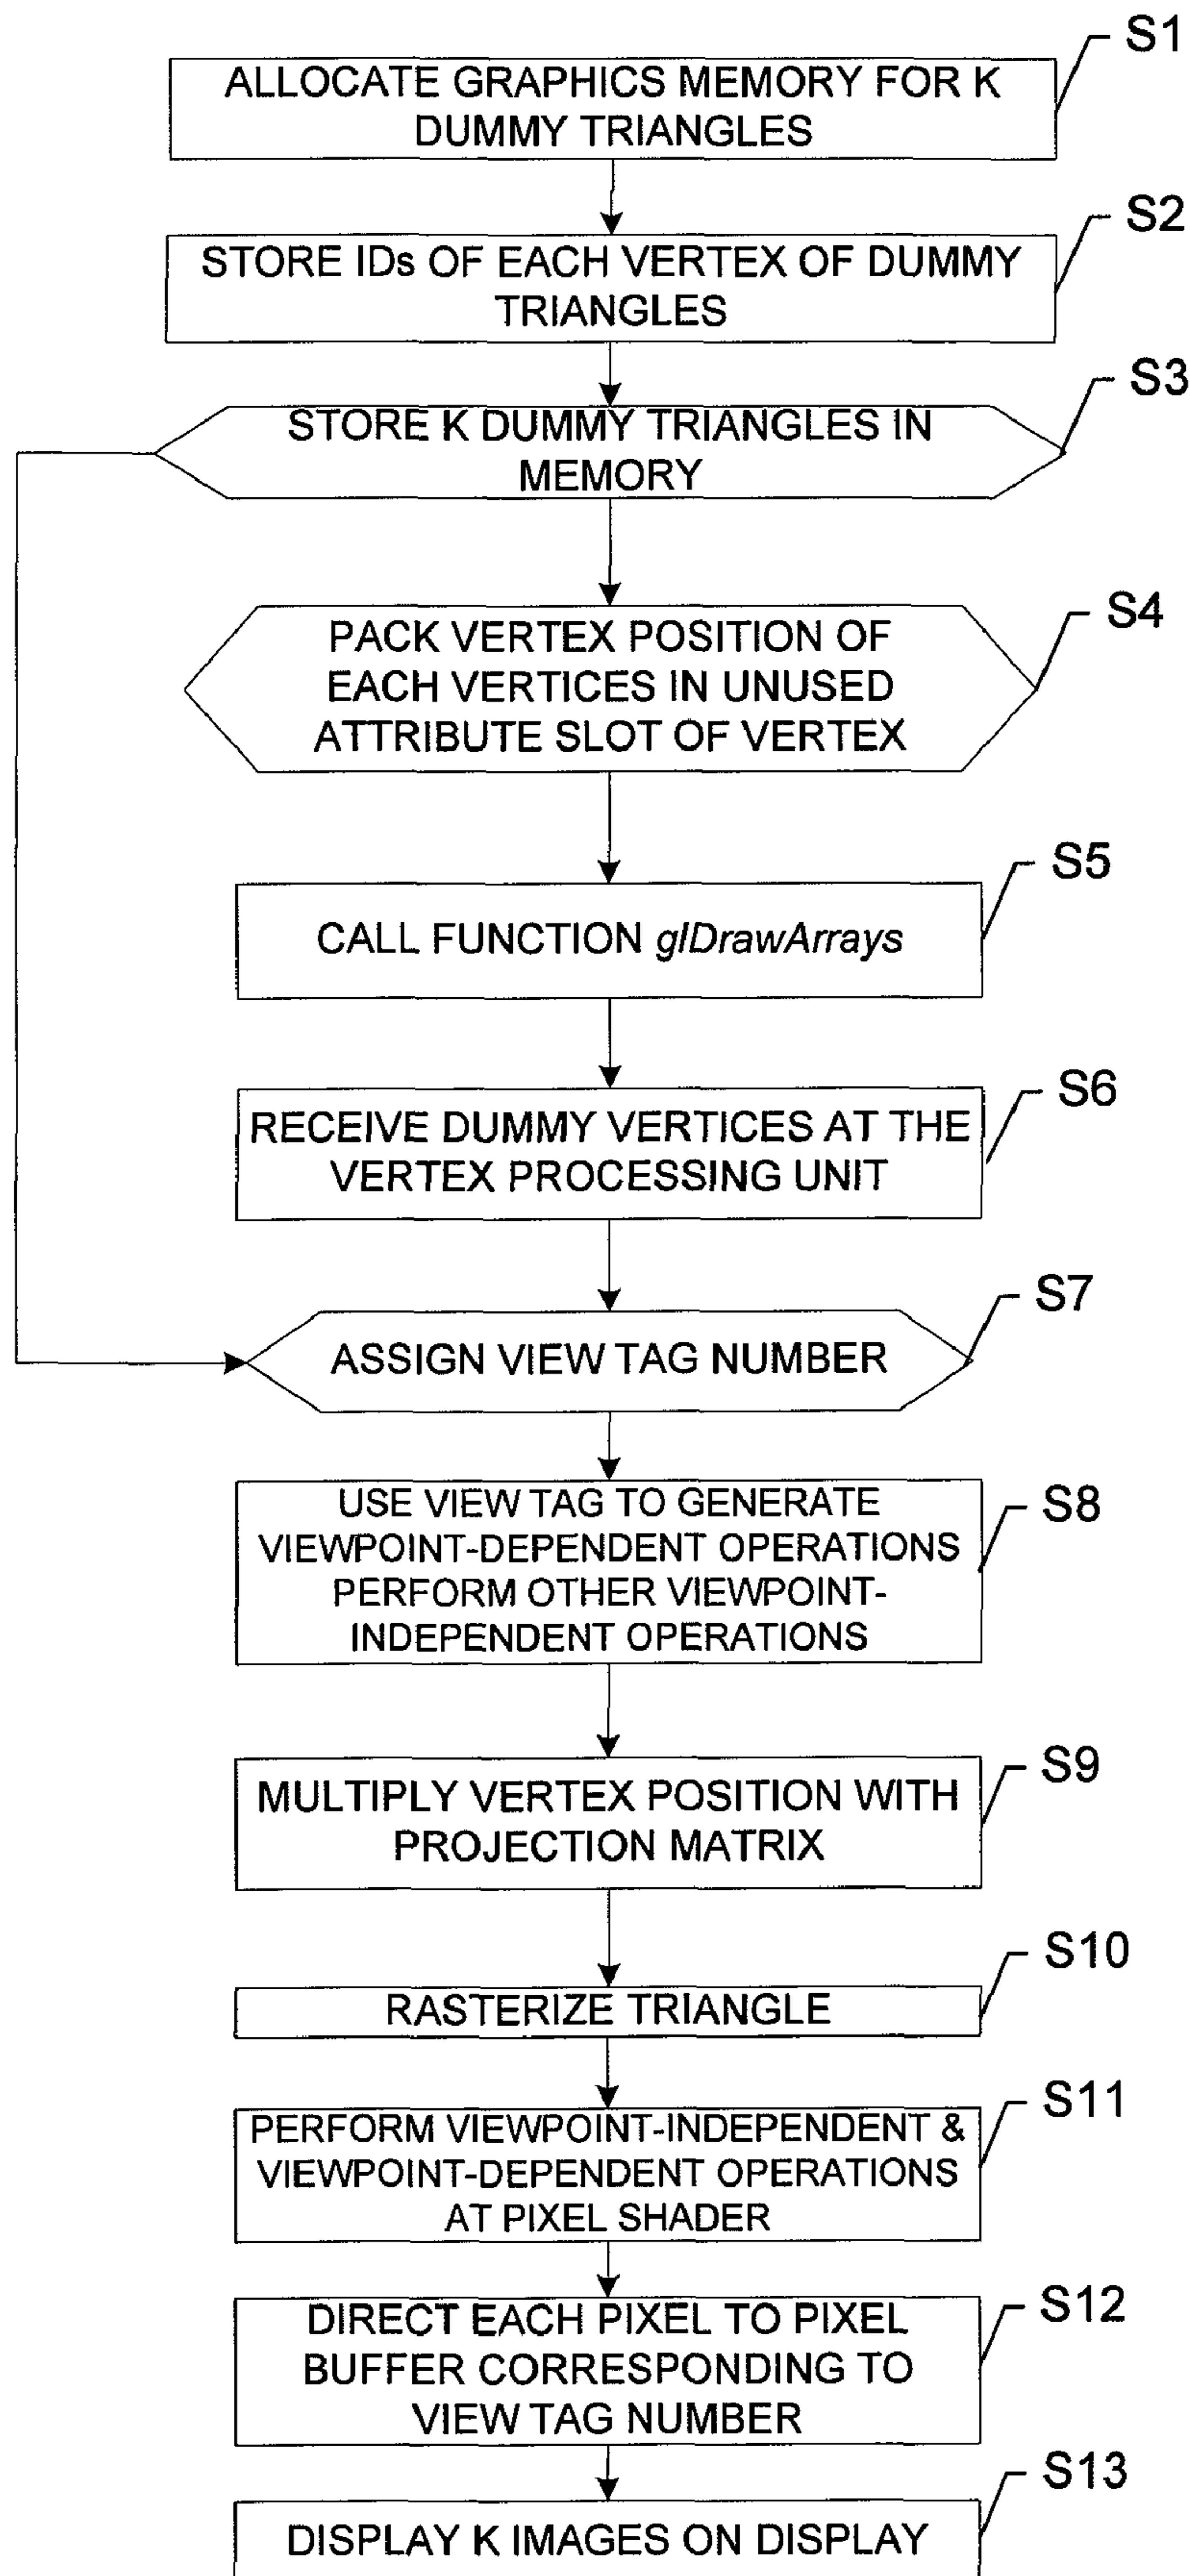 S1
ALLOCATE GRAPHICS MEMORY FOR K
DUMMY TRIANGLES
S2
STORE IDs OF EACH VERTEX OF DUMMY
TRIANGLES
S3
STORE K DUMMY TRIANGLES IN
MEMORY
S4
PACK VERTEX POSITION OF
EACH VERTICES IN UNUSED
ATTRIBUTE SLOT OF VERTEX
S5
CALL FUNCTION glDrawArrays
S6
RECEIVE DUMMY VERTICES AT THE
VERTEX PROCESSING UNIT
S7
ASSIGN VIEW TAG NUMBER
S8
USE VIEW TAG TO GENERATE
VIEWPOINT-DEPENDENT OPERATIONS
PERFORM OTHER VIEWPOINT-
INDEPENDENT OPERATIONS
S9
MULTIPLY VERTEX POSITION WITH
PROJECTION MATRIX
S10
RASTERIZE TRIANGLE
S11
PERFORM VIEWPOINT-INDEPENDENT &
VIEWPOINT-DEPENDENT OPERATIONS
AT PIXEL SHADER
S12
DIRECT EACH PIXEL TO PIXEL
BUFFER CORRESPONDING TO
VIEW TAG NUMBER
S13
DISPLAY K IMAGES ON DISPLAY